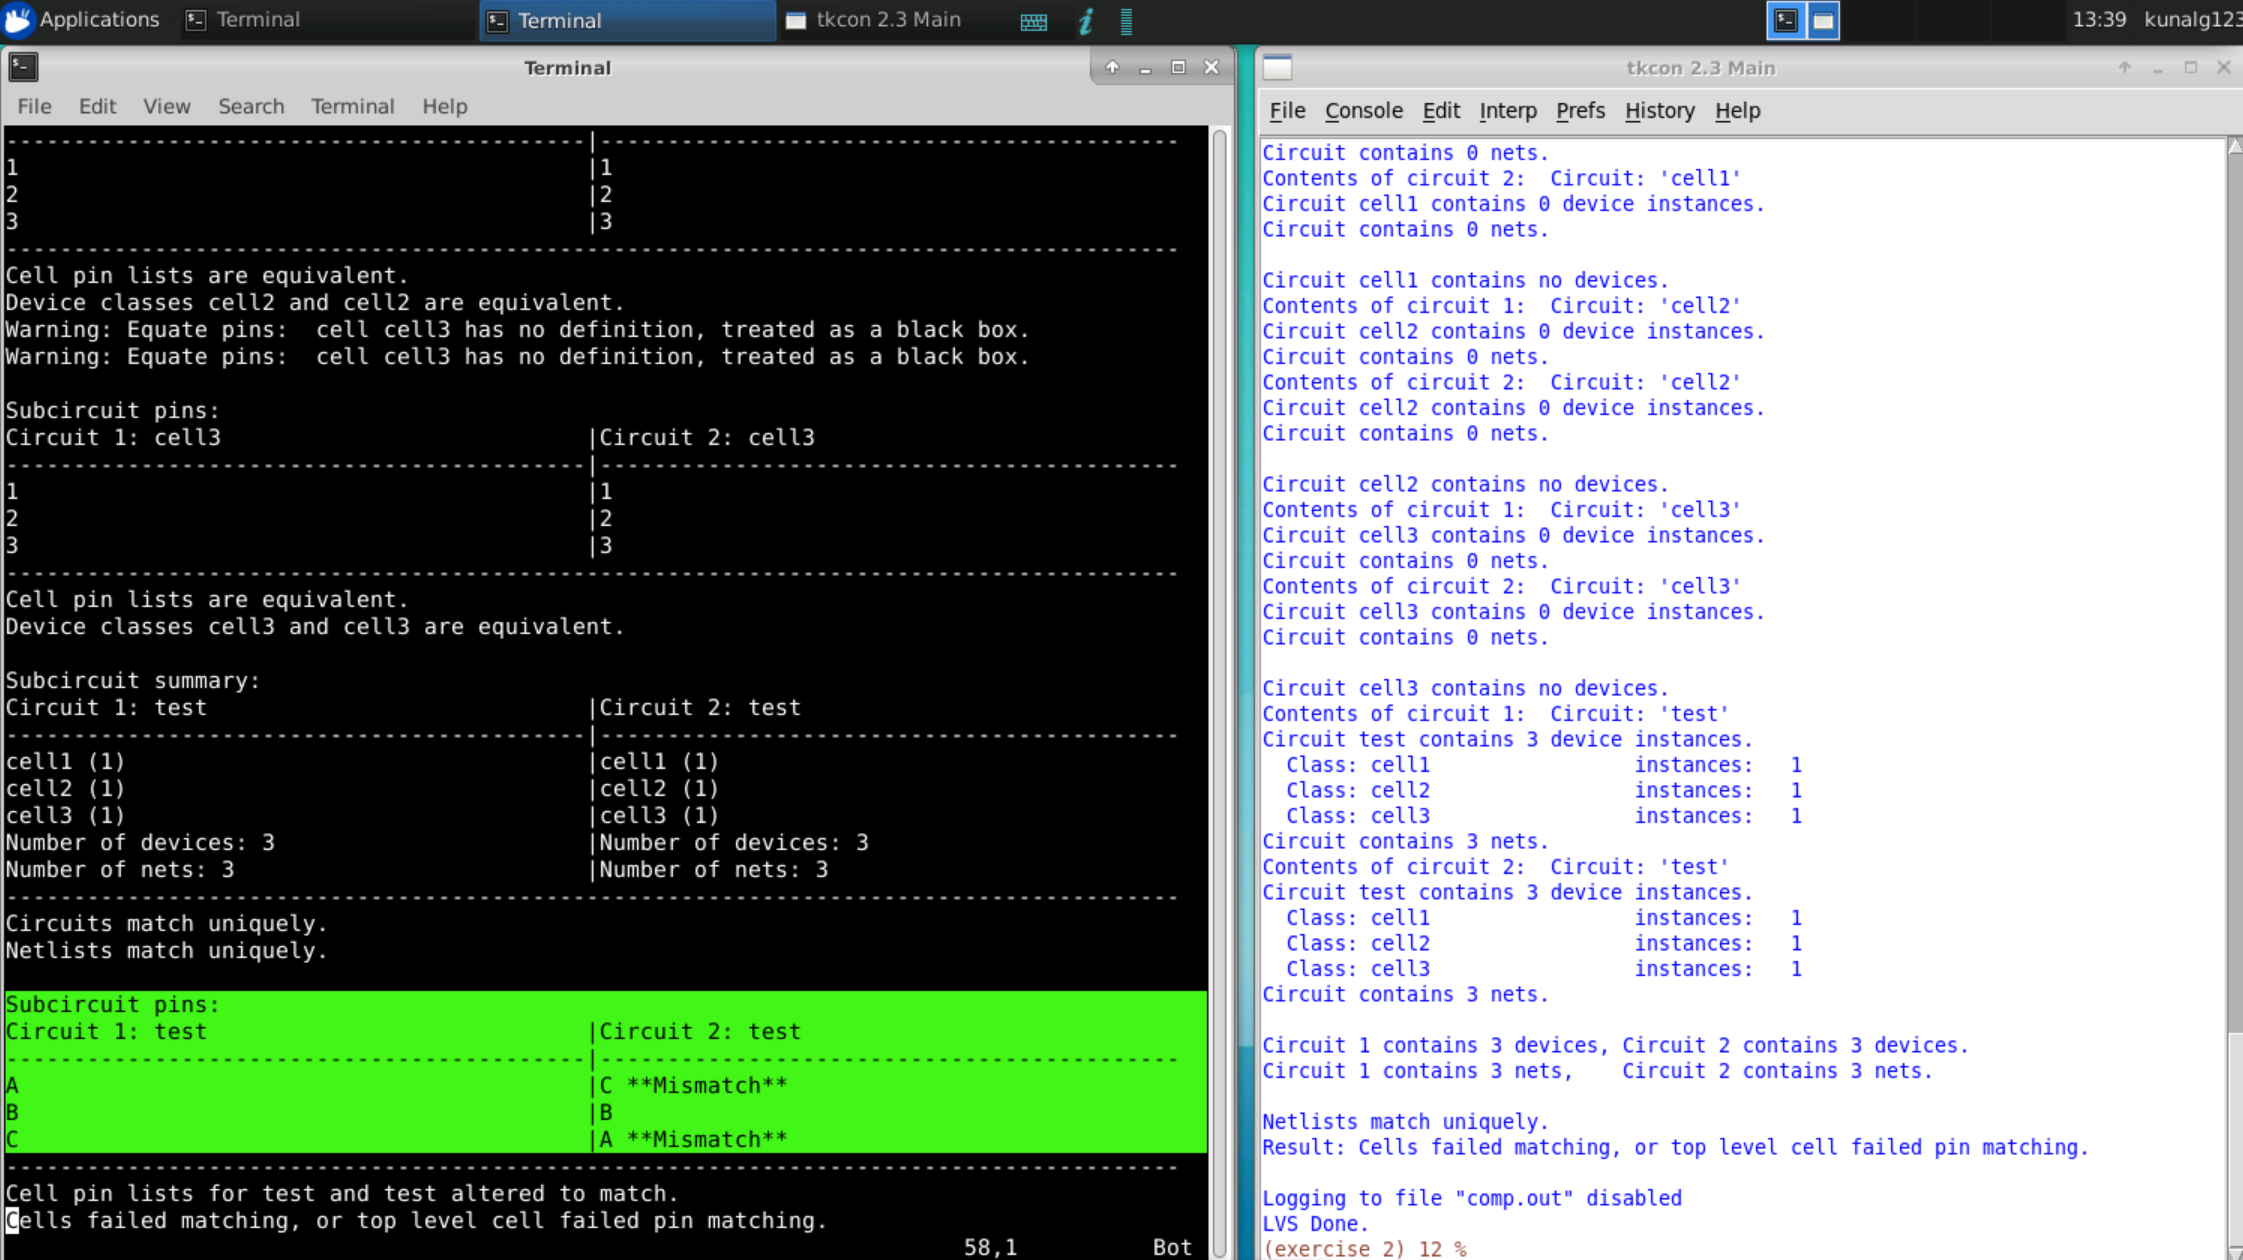 Applications
Terminal
Terminal
tkcon 2.3 Main
13:39
kunalg123
Terminal
File Edit View Search Terminal Help
-------------------------------------------|-------------------------------------------
1 |1
2 |2
3 |3
---------------------------------------------------------------------------------------
Cell pin lists are equivalent.
Device classes cell2 and cell2 are equivalent.
Warning: Equate pins:  cell cell3 has no definition, treated as a black box.
Warning: Equate pins:  cell cell3 has no definition, treated as a black box.
Subcircuit pins:
Circuit 1: cell3 |Circuit 2: cell3
-------------------------------------------|-------------------------------------------
1 |1
2 |2
3 |3
---------------------------------------------------------------------------------------
Cell pin lists are equivalent.
Device classes cell3 and cell3 are equivalent.
Subcircuit summary:
Circuit 1: test |Circuit 2: test
-------------------------------------------|-------------------------------------------
cell1 (1) |cell1 (1)
cell2 (1) |cell2 (1)
cell3 (1) |cell3 (1)
Number of devices: 3 |Number of devices: 3
Number of nets: 3 |Number of nets: 3
---------------------------------------------------------------------------------------
Circuits match uniquely.
Netlists match uniquely.
Subcircuit pins:
Circuit 1: test |Circuit 2: test
-------------------------------------------|-------------------------------------------
A |C **Mismatch**
B |B
C |A **Mismatch**
---------------------------------------------------------------------------------------
Cell pin lists for test and test altered to match.
Cells failed matching, or top level cell failed pin matching.
58,1 Bot
tkcon 2.3 Main
File Console Edit Interp Prefs History Help
Circuit contains 0 nets.
Contents of circuit 2:  Circuit: 'cell1'
Circuit cell1 contains 0 device instances.
Circuit contains 0 nets.
Circuit cell1 contains no devices.
Contents of circuit 1:  Circuit: 'cell2'
Circuit cell2 contains 0 device instances.
Circuit contains 0 nets.
Contents of circuit 2:  Circuit: 'cell2'
Circuit cell2 contains 0 device instances.
Circuit contains 0 nets.
Circuit cell2 contains no devices.
Contents of circuit 1:  Circuit: 'cell3'
Circuit cell3 contains 0 device instances.
Circuit contains 0 nets.
Contents of circuit 2:  Circuit: 'cell3'
Circuit cell3 contains 0 device instances.
Circuit contains 0 nets.
Circuit cell3 contains no devices.
Contents of circuit 1:  Circuit: 'test'
Circuit test contains 3 device instances.
Class: cell1 instances: 1
Class: cell2 instances: 1
Class: cell3 instances: 1
Circuit contains 3 nets.
Contents of circuit 2:  Circuit: 'test'
Circuit test contains 3 device instances.
Class: cell1 instances: 1
Class: cell2 instances: 1
Class: cell3 instances: 1
Circuit contains 3 nets.
Circuit 1 contains 3 devices, Circuit 2 contains 3 devices.
Circuit 1 contains 3 nets,    Circuit 2 contains 3 nets.
Netlists match uniquely.
Result: Cells failed matching, or top level cell failed pin matching.
Logging to file "comp.out" disabled
LVS Done.
(exercise 2) 12 %